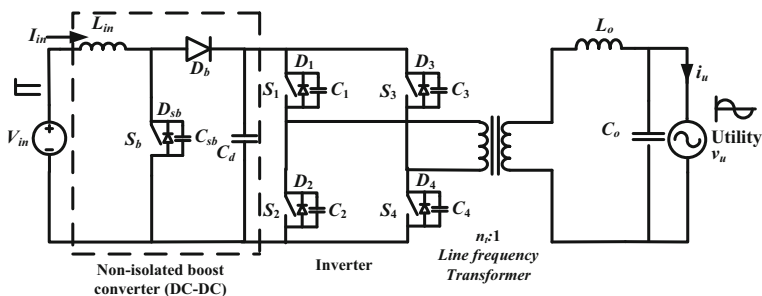 I_in
L_in
D_b
V_in
S_b
D_sb
C_sb
C_d
D_1
S_1
C_1
D_3
S_3
C_3
D_2
S_2
C_2
D_4
S_4
C_4
L_o
i_u
C_o
Utility
v_u
n_t:1
Line frequency
Transformer
Non-isolated boost
converter (DC-DC)
Inverter